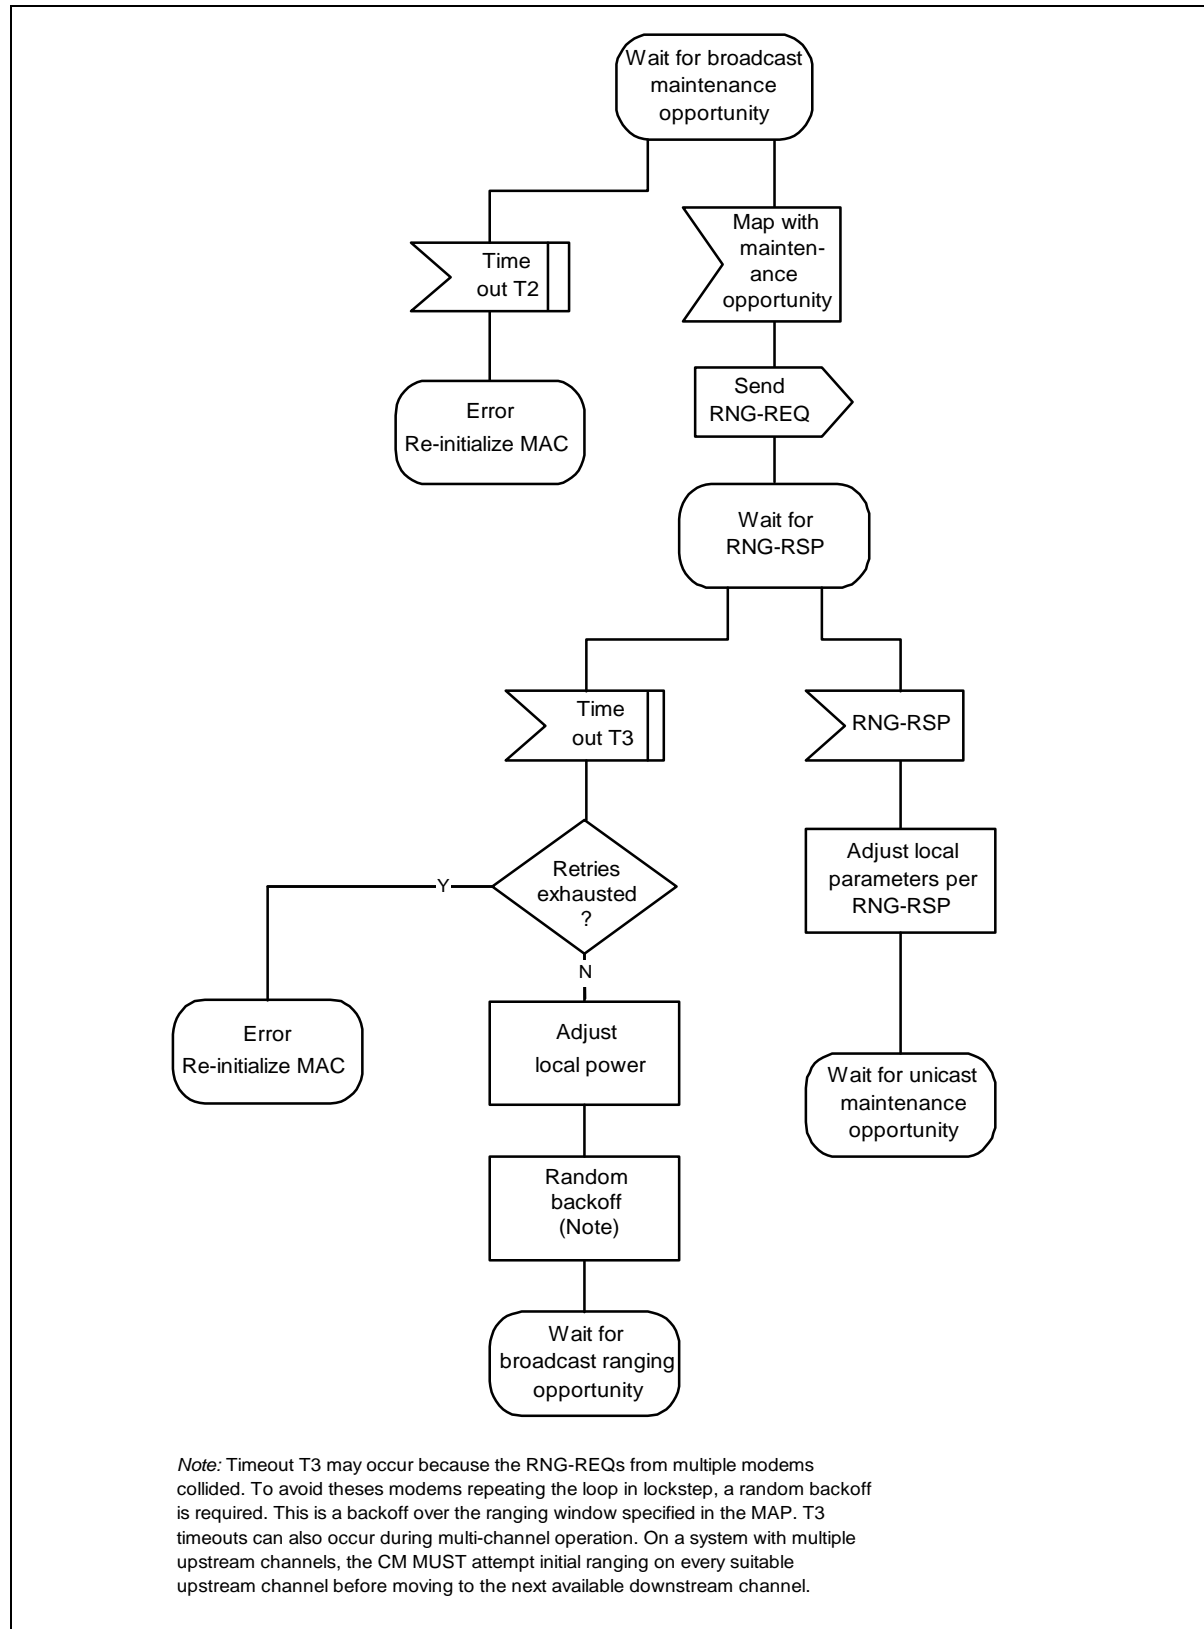 Wait for broadcast
maintenance
opportunity
Time
out T2
Map with
mainten-
ance
opportunity
Error
Re-initialize MAC
Send
RNG-REQ
Wait for
RNG-RSP
Time
out T3
RNG-RSP
Retries
exhausted
?
Y
N
Adjust local
parameters per
RNG-RSP
Error
Re-initialize MAC
Adjust
local power
Wait for unicast
maintenance
opportunity
Random
backoff
(Note)
Wait for
broadcast ranging
opportunity
Note: Timeout T3 may occur because the RNG-REQs from multiple modems
collided. To avoid theses modems repeating the loop in lockstep, a random backoff
is required. This is a backoff over the ranging window specified in the MAP. T3
timeouts can also occur during multi-channel operation. On a system with multiple
upstream channels, the CM MUST attempt initial ranging on every suitable
upstream channel before moving to the next available downstream channel.